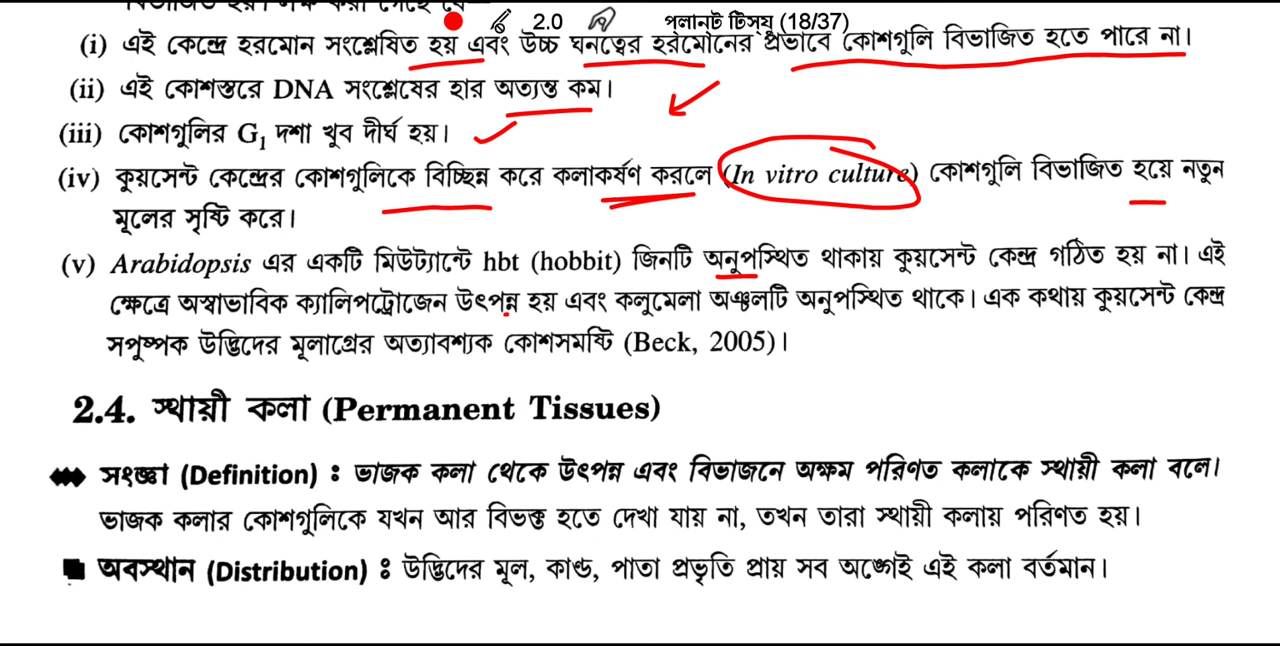 2.0 প্লান্ট টিস্যু (18/37)
(i) এই কেন্দ্রে হরমোন সংশ্লেষিত হয় এবং উচ্চ ঘনত্বের হরমোনের প্রভাবে কোশগুলি বিভাজিত হতে পারে না।
(ii) এই কোশস্তরে DNA সংশ্লেষের হার অত্যন্ত কম।
(iii) কোশগুলির G₁ দশা খুব দীর্ঘ হয়।
(iv) কুয়সেন্ট কেন্দ্রের কোশগুলিকে বিচ্ছিন্ন করে কলাকর্ষণ করলে (In vitro culture) কোশগুলি বিভাজিত হয়ে নতুন
মূলের সৃষ্টি করে।
(v) Arabidopsis এর একটি মিউট্যান্টে hbt (hobbit) জিনটি অনুপস্থিত থাকায় কুয়সেন্ট কেন্দ্র গঠিত হয় না। এই
ক্ষেত্রে অস্বাভাবিক ক্যালিপট্রোজেন উৎপন্ন হয় এবং কলুমেলা অঞ্চলটি অনুপস্থিত থাকে। এক কথায় কুয়সেন্ট কেন্দ্র
সপুষ্পক উদ্ভিদের মূলাগ্রের অত্যাবশ্যক কোশসমষ্টি (Beck, 2005)।
2.4. স্থায়ী কলা (Permanent Tissues)
সংজ্ঞা (Definition) : ভাজক কলা থেকে উৎপন্ন এবং বিভাজনে অক্ষম পরিণত কলাকে স্থায়ী কলা বলে।
ভাজক কলার কোশগুলিকে যখন আর বিভক্ত হতে দেখা যায় না, তখন তারা স্থায়ী কলায় পরিণত হয়।
অবস্থান (Distribution) : উদ্ভিদের মূল, কাণ্ড, পাতা প্রভৃতি প্রায় সব অঙ্গেই এই কলা বর্তমান।